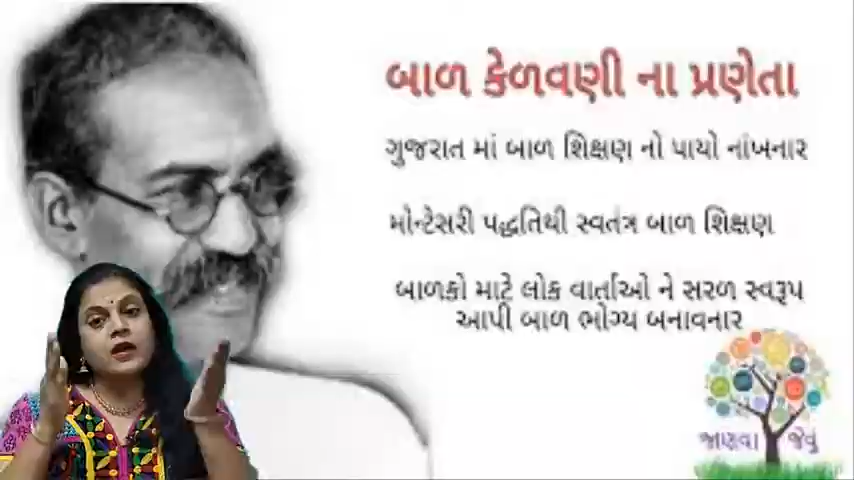 બાળ કેળવણી ના પ્રણેતા
ગુજરાત માં બાળ શિક્ષણ નો પાયો નાંખનાર
મોન્ટેસરી પદ્ધતિથી સ્વતંત્ર બાળ શિક્ષણ
બાળકો માટે લોક વાર્તાઓ ને સરળ સ્વરૂપ
આપી બાળ ભોગ્ય બનાવનાર
જાણવા જેવું